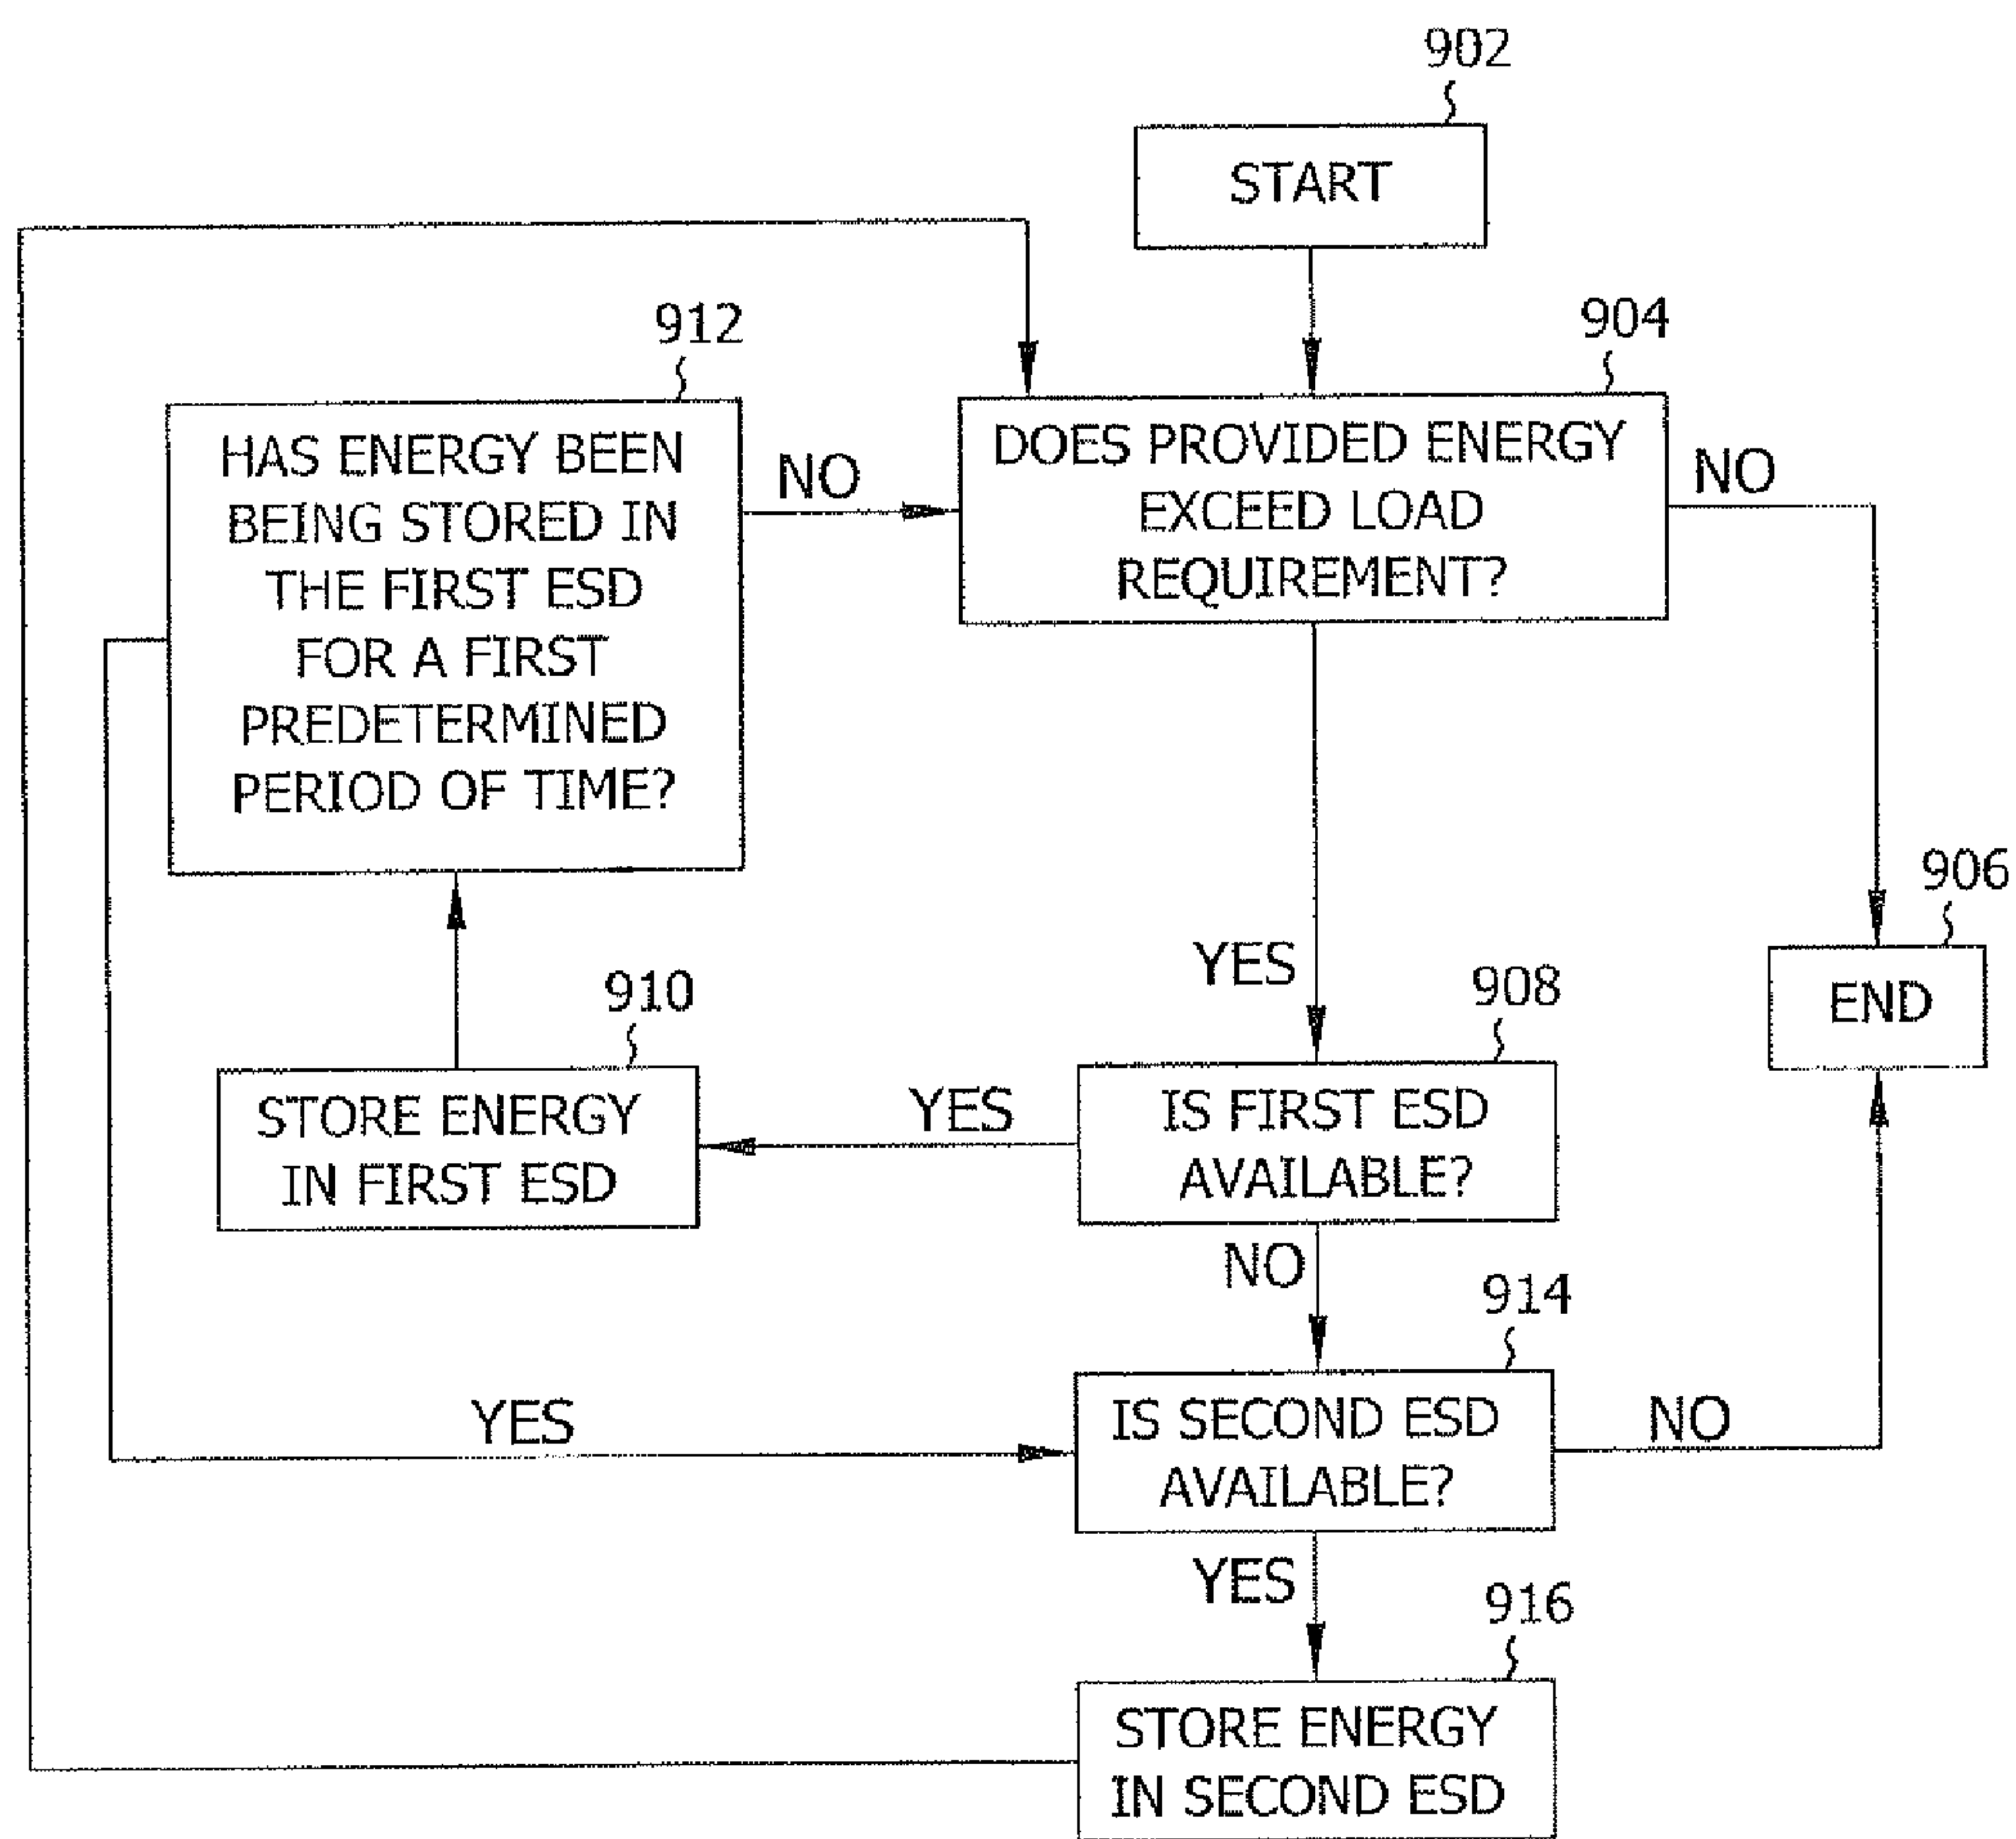 902
START
912
904
HAS ENERGY BEEN
BEING STORED IN
THE FIRST ESD
FOR A FIRST
PREDETERMINED
PERIOD OF TIME?
NO
DOES PROVIDED ENERGY
EXCEED LOAD
REQUIREMENT?
NO
906
END
YES
910
908
STORE ENERGY
IN FIRST ESD
YES
IS FIRST ESD
AVAILABLE?
NO
914
YES
IS SECOND ESD
AVAILABLE?
NO
YES
916
STORE ENERGY
IN SECOND ESD